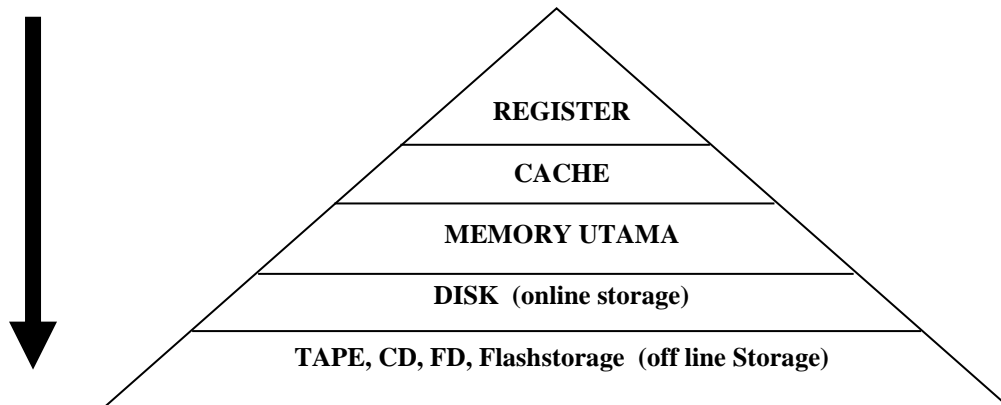 REGISTER
CACHE
MEMORY UTAMA
DISK (online storage)
TAPE, CD, FD, Flashstorage (off line Storage)